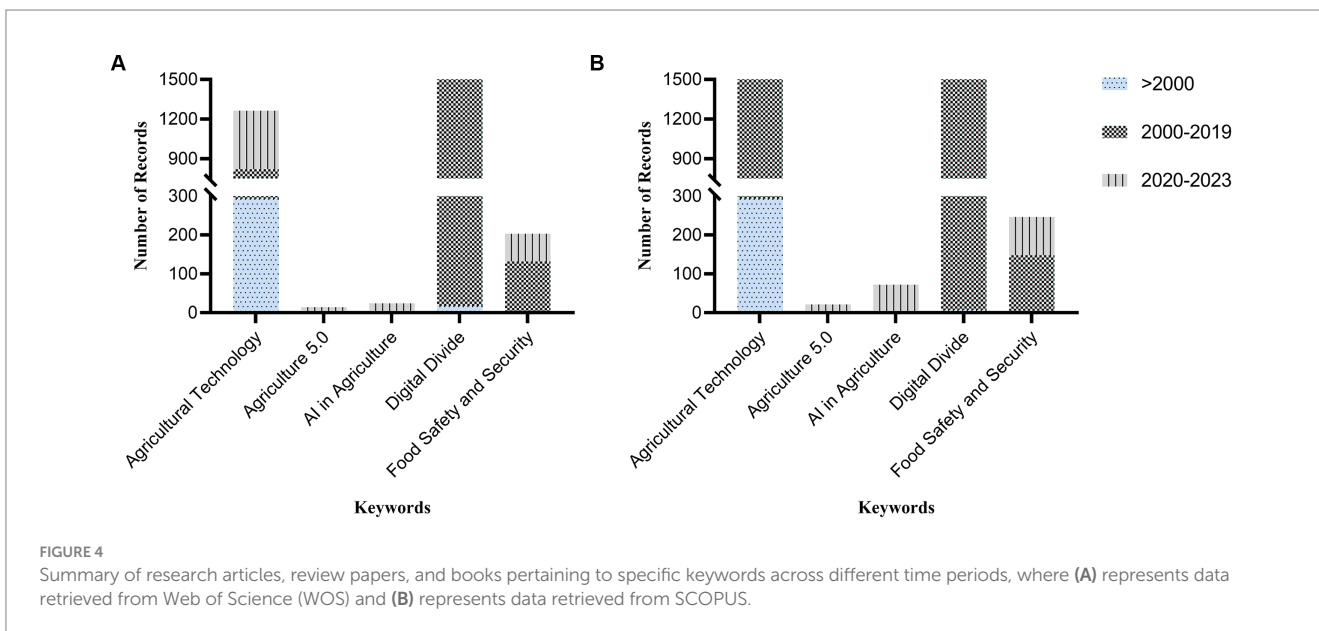 A
Number of Records
1500
1200
900
300
200
100
0
Agricultural Technology
Agriculture 5.0
AI in Agriculture
Digital Divide
Food Safety and Security
Keywords
B
Number of Records
1500
1200
900
300
200
100
0
Agricultural Technology
Agriculture 5.0
AI in Agriculture
Digital Divide
Food Safety and Security
Keywords
>2000
2000-2019
2020-2023
FIGURE 4
Summary of research articles, review papers, and books pertaining to specific keywords across different time periods, where (A) represents data
retrieved from Web of Science (WOS) and (B) represents data retrieved from SCOPUS.